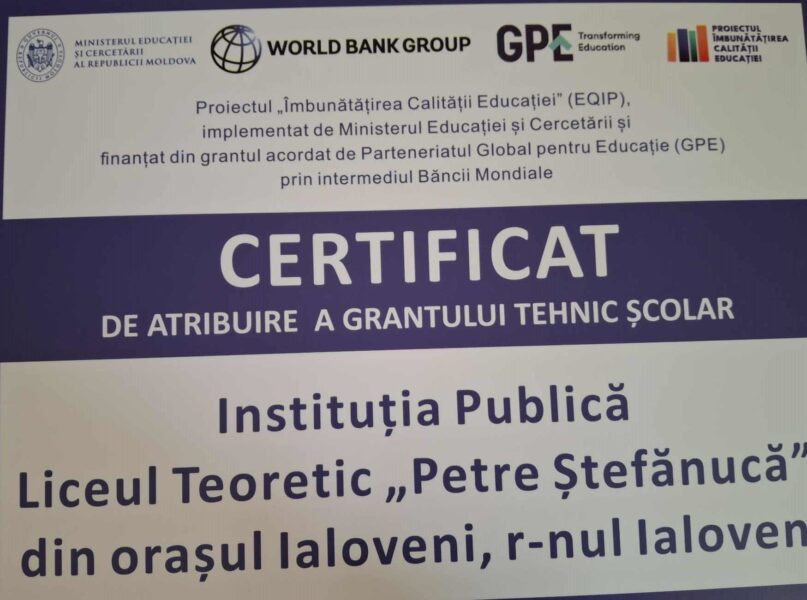 MINISTERUL EDUCAȚIEI
ȘI CERCETĂRII
AL REPUBLICII MOLDOVA
WORLD BANK GROUP
GPE Transforming
Education
PROIECTUL
ÎMBUNĂTĂȚIREA
CALITĂȚII
EDUCAȚIEI
Proiectul „Îmbunătățirea Calității Educației” (EQIP),
implementat de Ministerul Educației și Cercetării și
finanțat din grantul acordat de Parteneriatul Global pentru Educație (GPE)
prin intermediul Băncii Mondiale
CERTIFICAT
DE ATRIBUIRE A GRANTULUI TEHNIC ȘCOLAR
Instituția Publică
Liceul Teoretic „Petre Ștefănucă”
din orașul Ialoveni, r-nul Ialoven